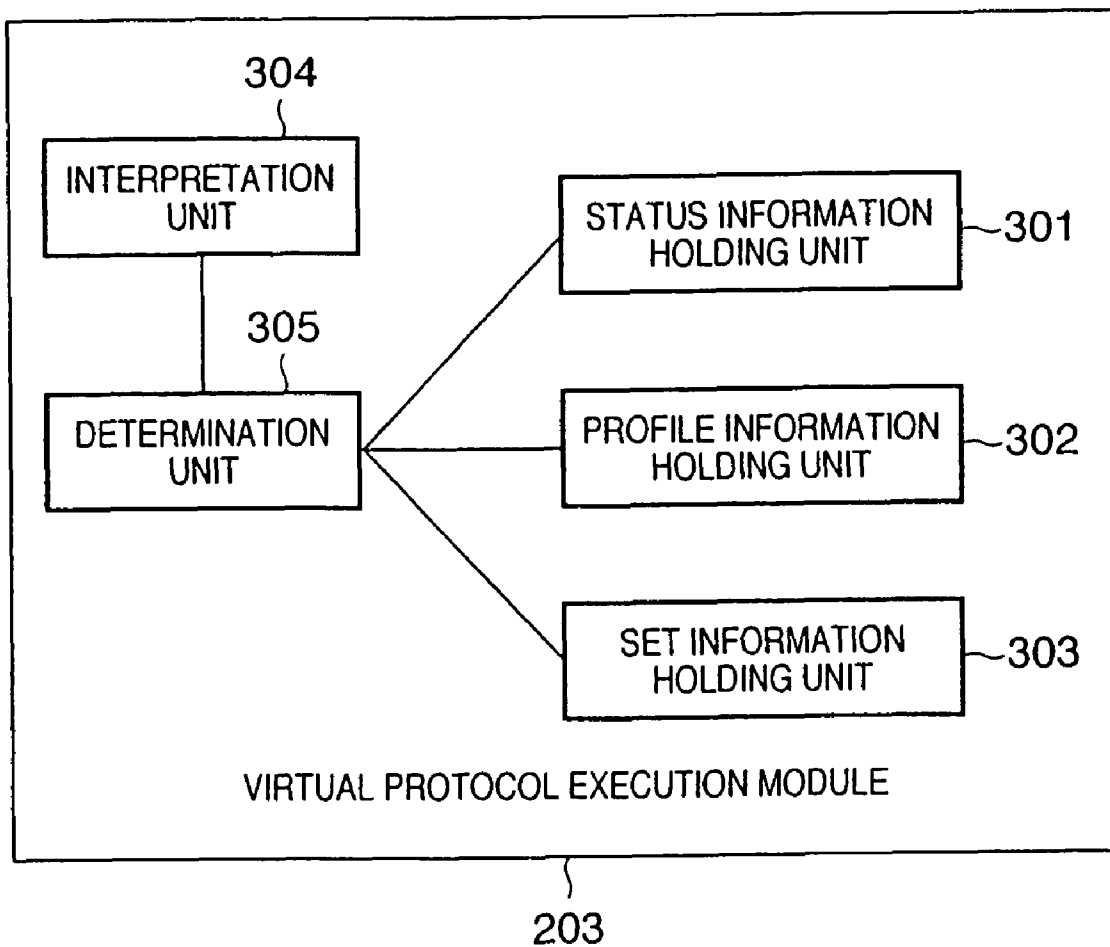 304
INTERPRETATION
UNIT
305
DETERMINATION
UNIT
STATUS INFORMATION
HOLDING UNIT
301
PROFILE INFORMATION
HOLDING UNIT
302
SET INFORMATION
HOLDING UNIT
303
VIRTUAL PROTOCOL EXECUTION MODULE
203